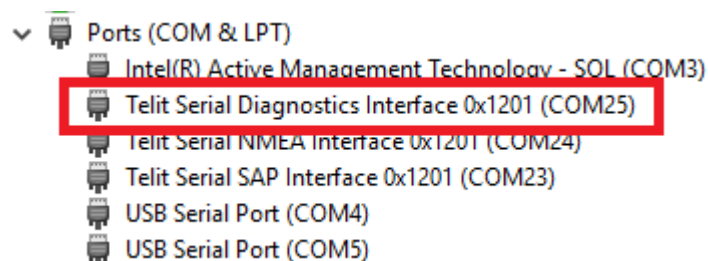 Ports (COM & LPT)
Intel(R) Active Management Technology - SOL (COM3)
Telit Serial Diagnostics Interface 0x1201 (COM25)
Telit Serial NMEA Interface 0x1201 (COM24)
Telit Serial SAP Interface 0x1201 (COM23)
USB Serial Port (COM4)
USB Serial Port (COM5)